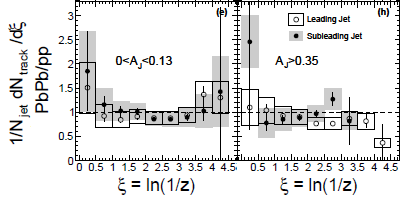 1/N_jet dN_track/dξ
PbPb/pp
3
2.5
2
1.5
1
0.5
0
(e)
0<A_J<0.13
0 0.5 1 1.5 2 2.5 3 3.5 4 4.5
ξ = ln(1/z)
(h)
Leading Jet
Subleading Jet
A_J>0.35
0 0.5 1 1.5 2 2.5 3 3.5 4 4.5
ξ = ln(1/z)